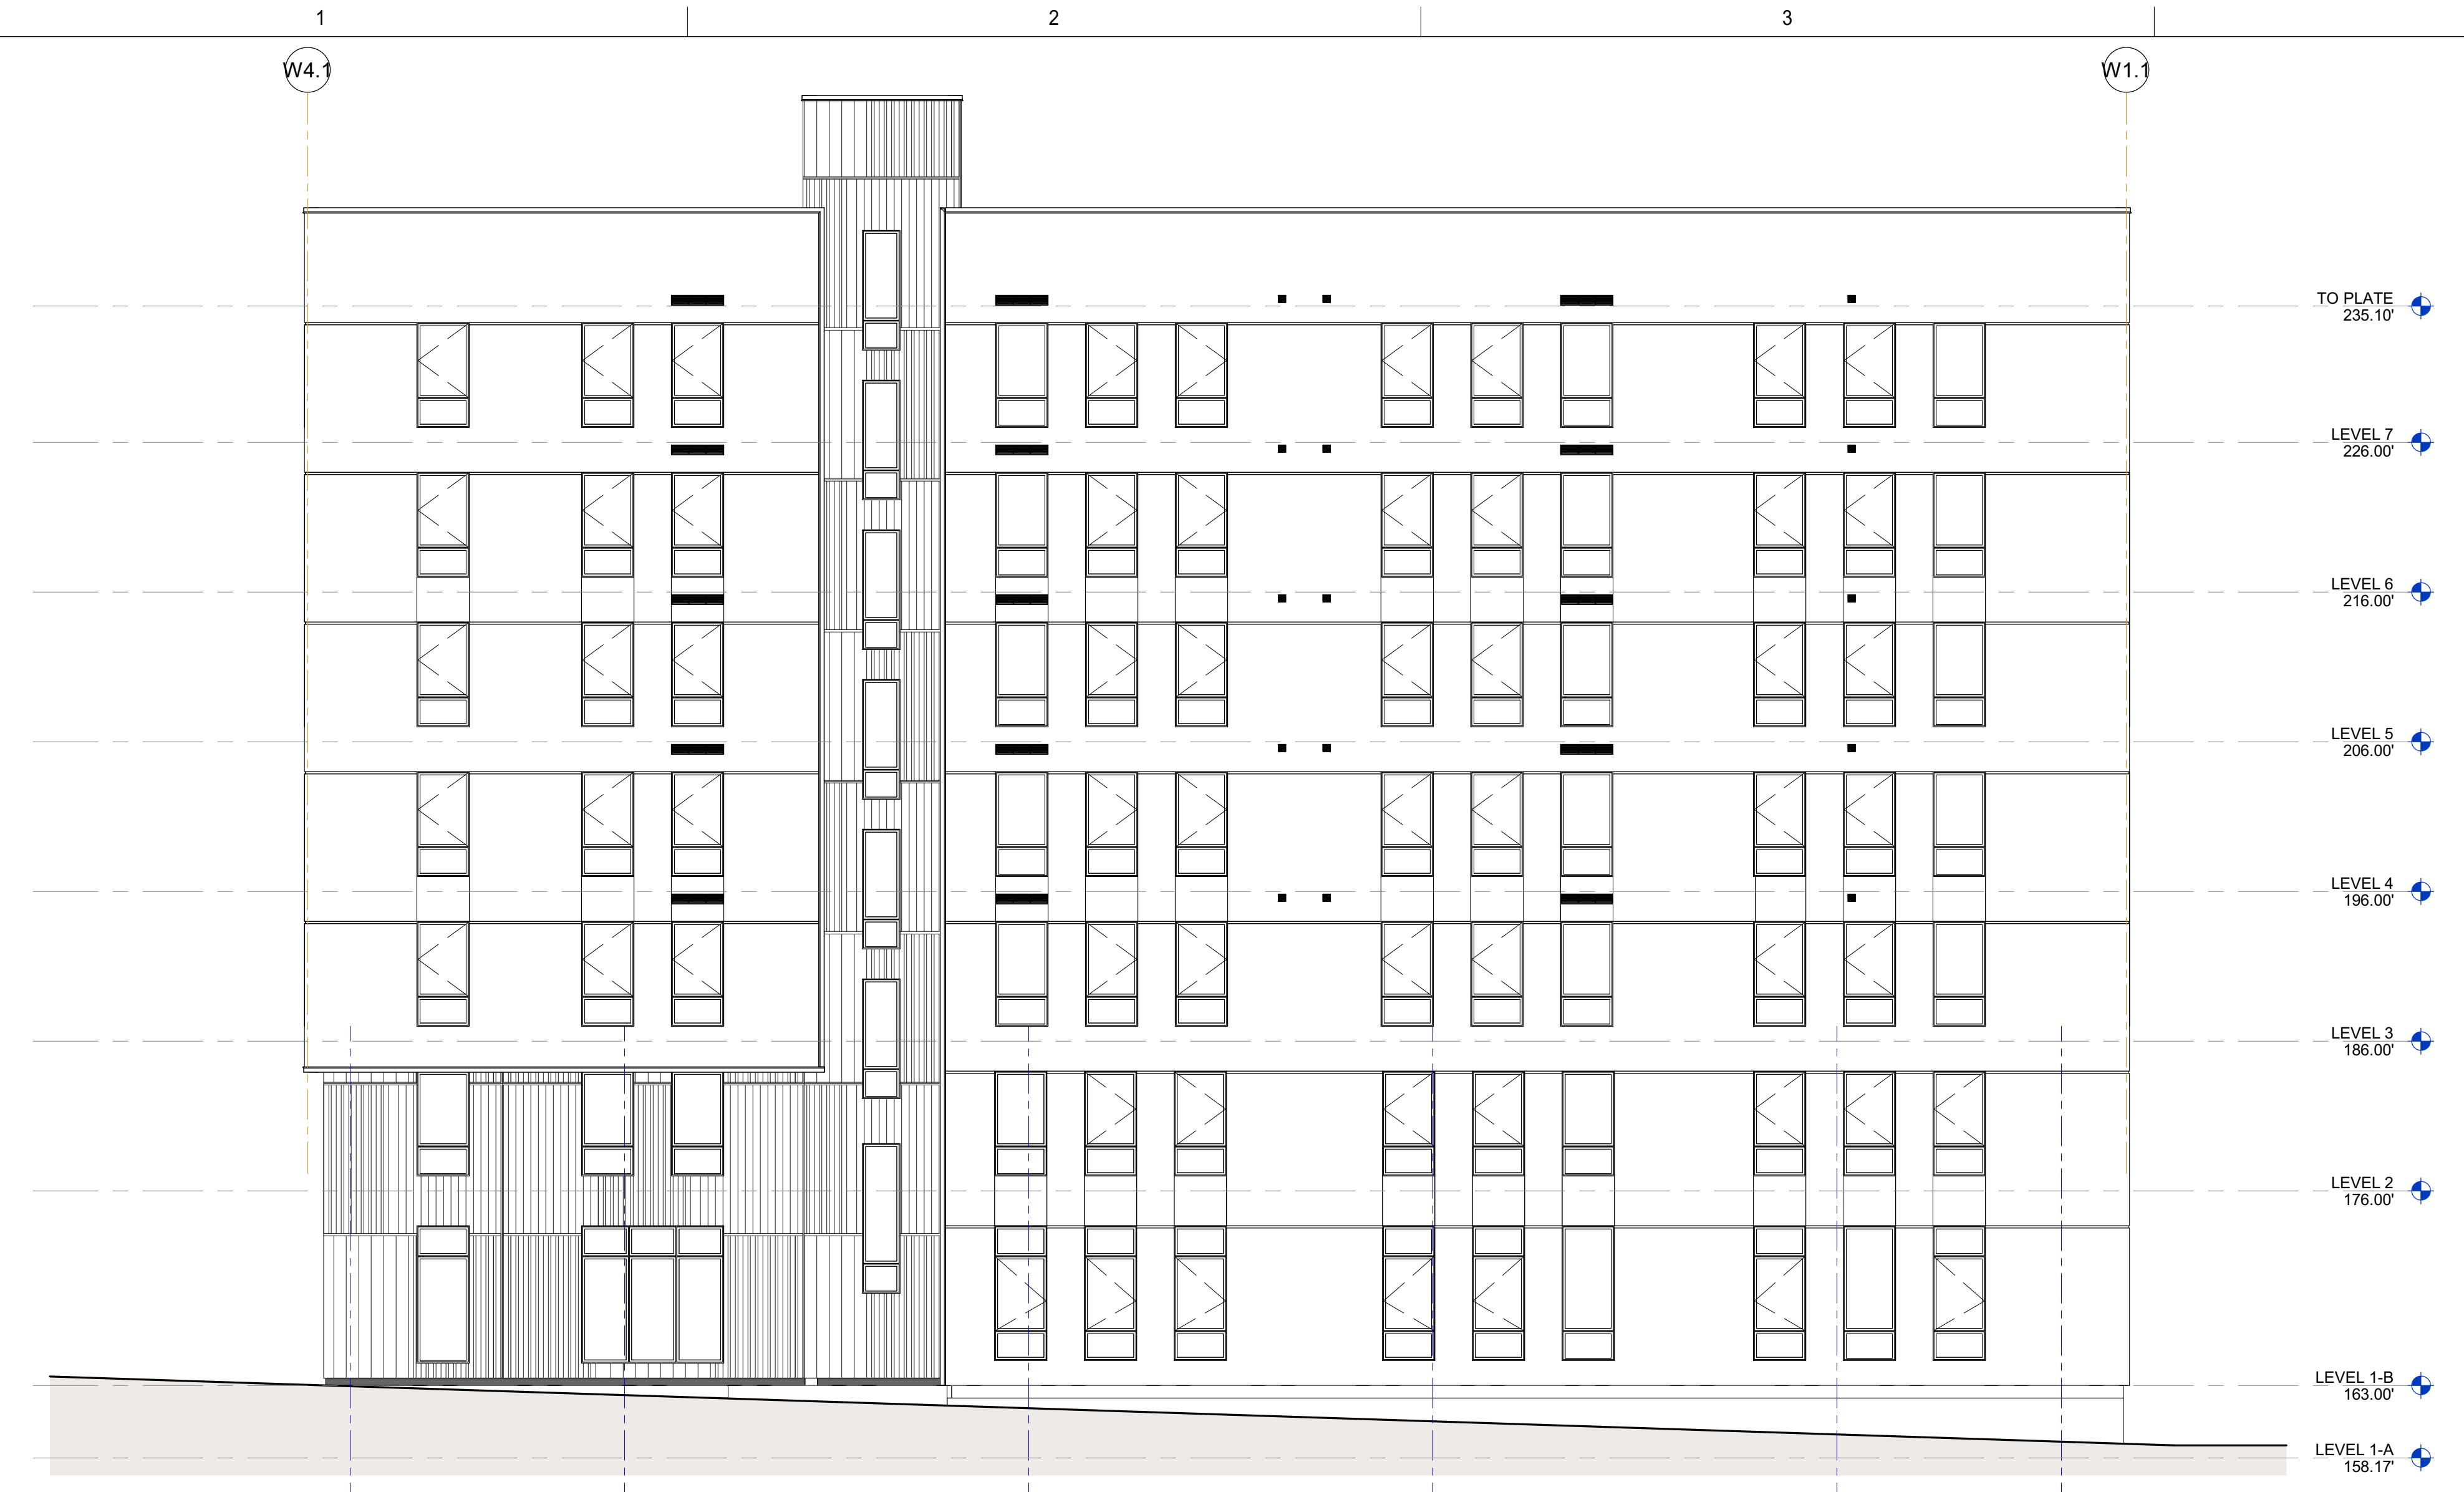 1 2 3
W4.1 W1.1
TO PLATE
235.10'
LEVEL 7
226.00'
LEVEL 6
216.00'
LEVEL 5
206.00'
LEVEL 4
196.00'
LEVEL 3
186.00'
LEVEL 2
176.00'
LEVEL 1-B
163.00'
LEVEL 1-A
158.17'